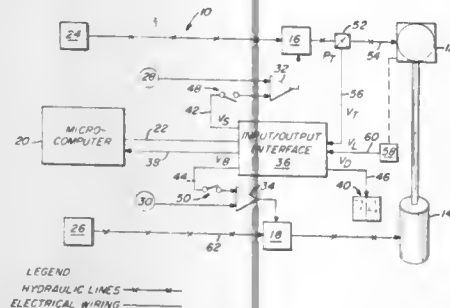 10
24
16
52
54
12
PT
28
32
56
48
42
VT
VS
MICRO-
COMPUTER
20
22
38
INPUT/OUTPUT
INTERFACE
36
VL
60
58
VD
46
VB
44
34
40
50
30
14
26
62
18
LEGEND
HYDRAULIC LINES
ELECTRICAL WIRING